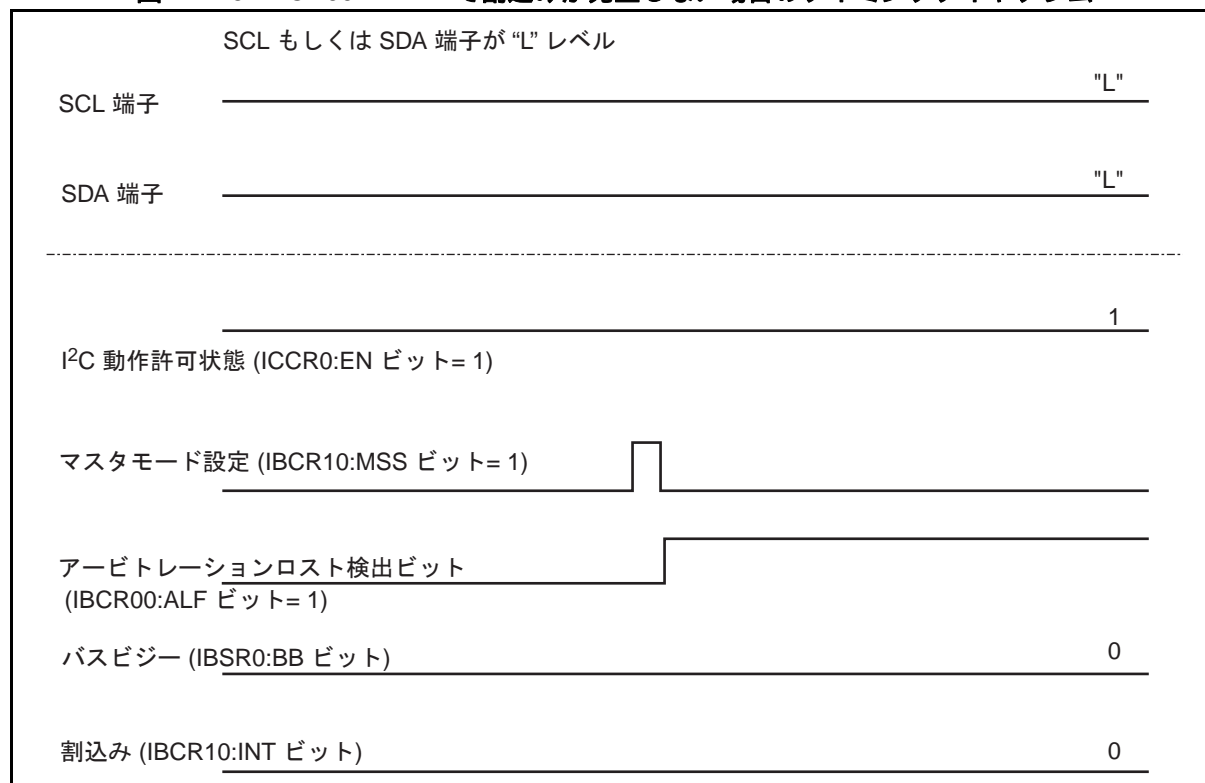 SCL もしくは SDA 端子が “L” レベル
"L"
SCL 端子
"L"
SDA 端子
1
I²C 動作許可状態 (ICCR0:EN ビット= 1)
マスタモード設定 (IBCR10:MSS ビット= 1)
アービトレーションロスト検出ビット
(IBCR00:ALF ビット= 1)
バスビジー (IBSR0:BB ビット)
0
割込み (IBCR10:INT ビット)
0